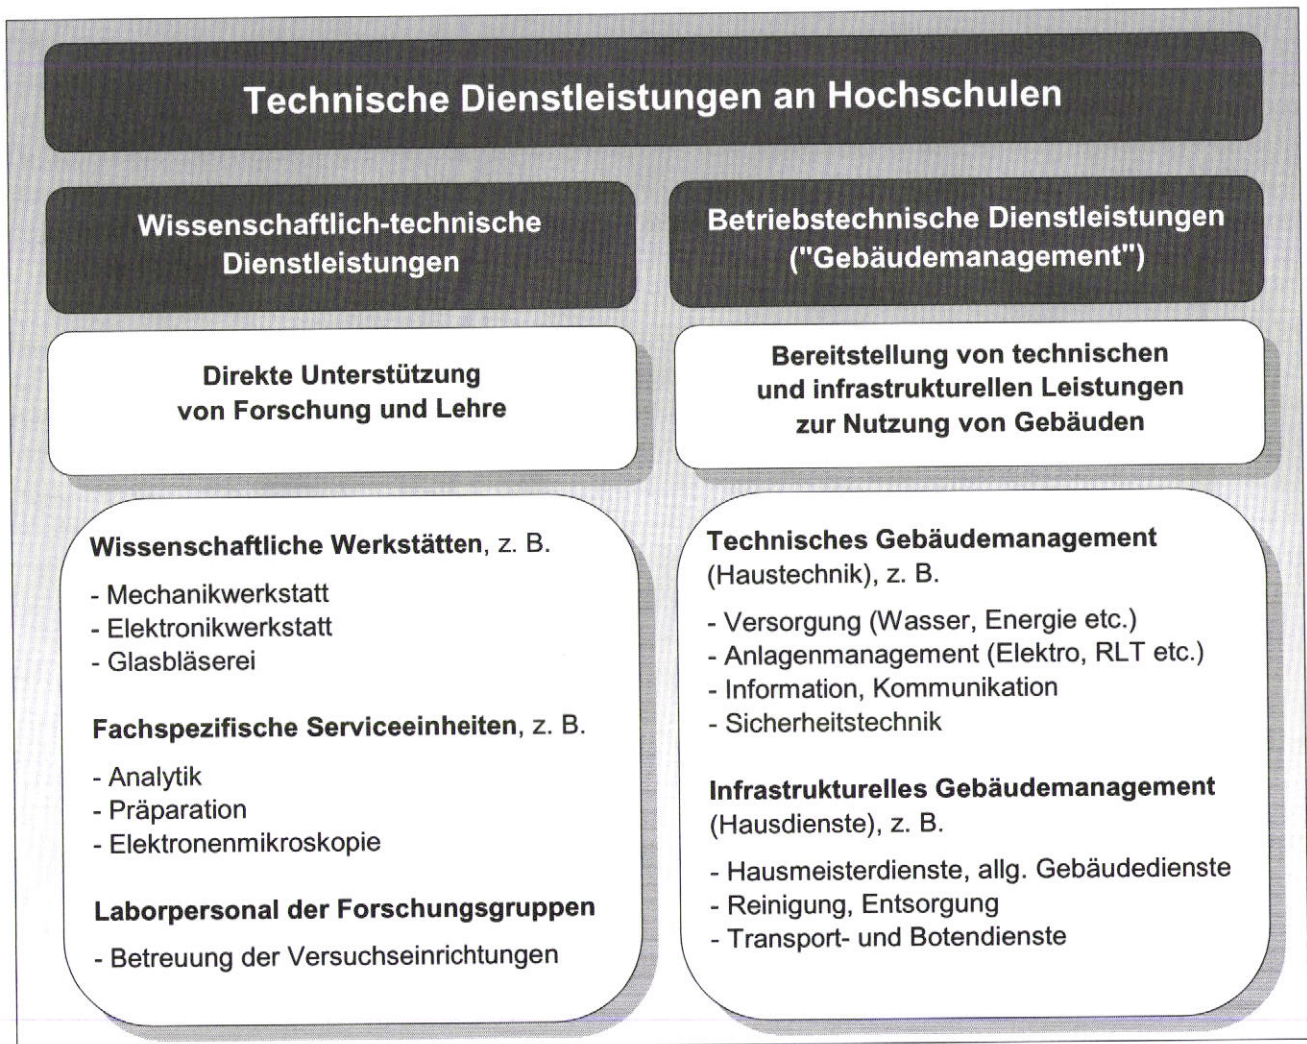 Technische Dienstleistungen an Hochschulen
Wissenschaftlich-technische
Dienstleistungen
Direkte Unterstützung
von Forschung und Lehre
Wissenschaftliche Werkstätten, z. B.
- Mechanikwerkstatt
- Elektronikwerkstatt
- Glasbläserei
Fachspezifische Serviceeinheiten, z. B.
- Analytik
- Präparation
- Elektronenmikroskopie
Laborpersonal der Forschungsgruppen
- Betreuung der Versuchseinrichtungen
Betriebstechnische Dienstleistungen
("Gebäudemanagement")
Bereitstellung von technischen
und infrastrukturellen Leistungen
zur Nutzung von Gebäuden
Technisches Gebäudemanagement
(Haustechnik), z. B.
- Versorgung (Wasser, Energie etc.)
- Anlagenmanagement (Elektro, RLT etc.)
- Information, Kommunikation
- Sicherheitstechnik
Infrastrukturelles Gebäudemanagement
(Hausdienste), z. B.
- Hausmeisterdienste, allg. Gebäudedienste
- Reinigung, Entsorgung
- Transport- und Botendienste